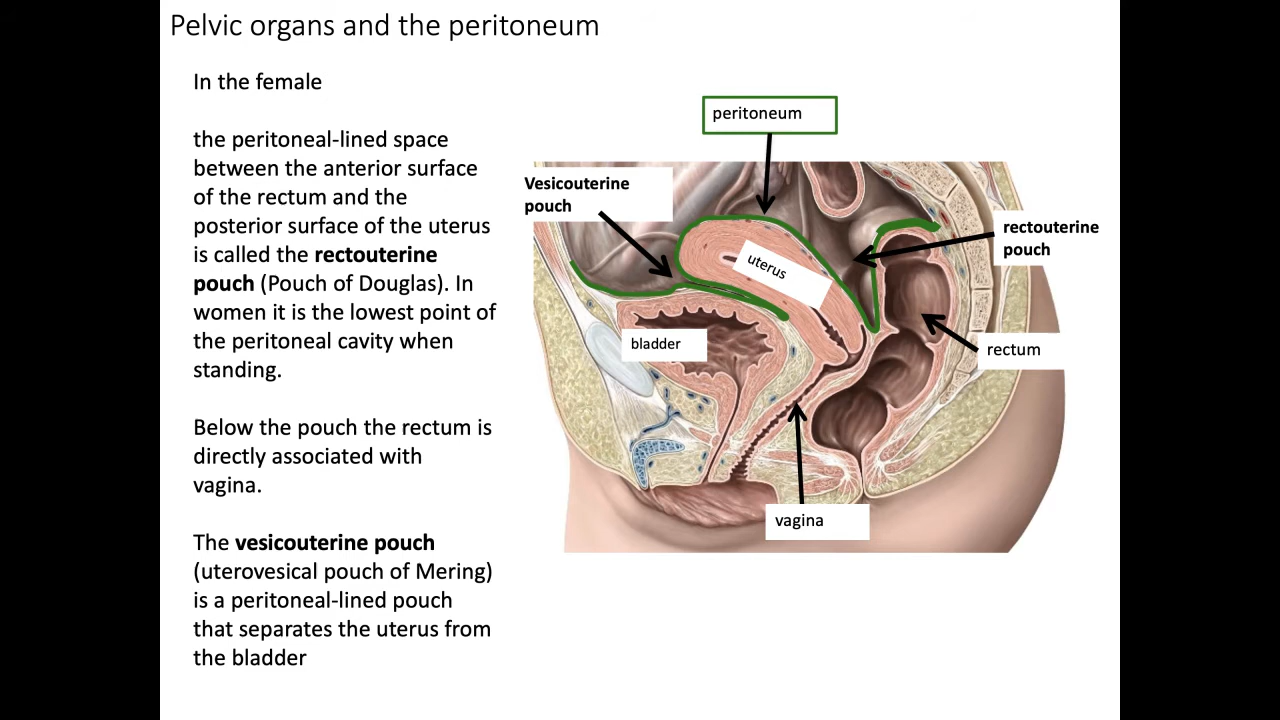 Pelvic organs and the peritoneum
In the female
the peritoneal-lined space
between the anterior surface
of the rectum and the
posterior surface of the uterus
is called the rectouterine
pouch (Pouch of Douglas). In
women it is the lowest point of
the peritoneal cavity when
standing.
Below the pouch the rectum is
directly associated with
vagina.
The vesicouterine pouch
(uterovesical pouch of Mering)
is a peritoneal-lined pouch
that separates the uterus from
the bladder
peritoneum
Vesicouterine
pouch
rectouterine
pouch
uterus
bladder
rectum
vagina